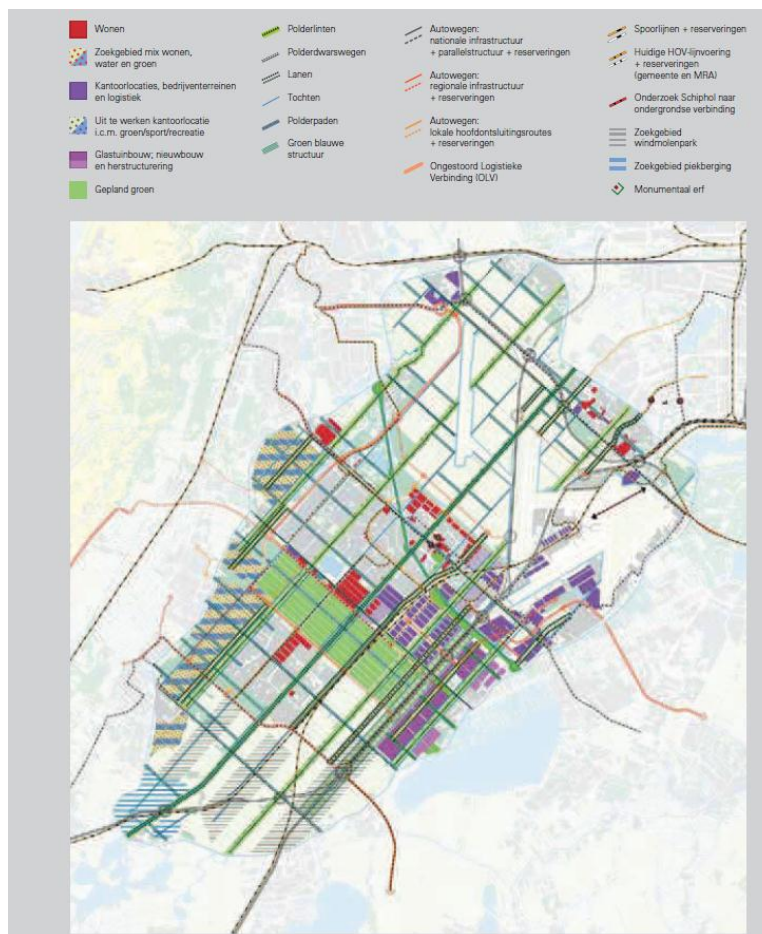 Wonen
Zoekgebied mix wonen,
water en groen
Kantoorlocaties, bedrijventerreinen
en logistiek
Uit te werken kantoorlocatie
i.c.m. groen/sport/recreatie
Glastuinbouw; nieuwbouw
en herstructurering
Gepland groen
Polderlinten
Polderdwarswegen
Lanen
Tochten
Polderpaden
Groen blauwe
structuur
Autowegen:
nationale infrastructuur
+ parallelstructuur + reserveringen
Autowegen:
regionale infrastructuur
+ reserveringen
Autowegen:
lokale hoofdontsluitingsroutes
+ reserveringen
Ongestoord Logistieke
Verbinding (OLV)
Spoorlijnen + reserveringen
Huidige HOV-lijnvoering
+ reserveringen
(gemeente en MRA)
Onderzoek Schiphol naar
ondergrondse verbinding
Zoekgebied
windmolenpark
Zoekgebied piekberging
Monumentaal erf